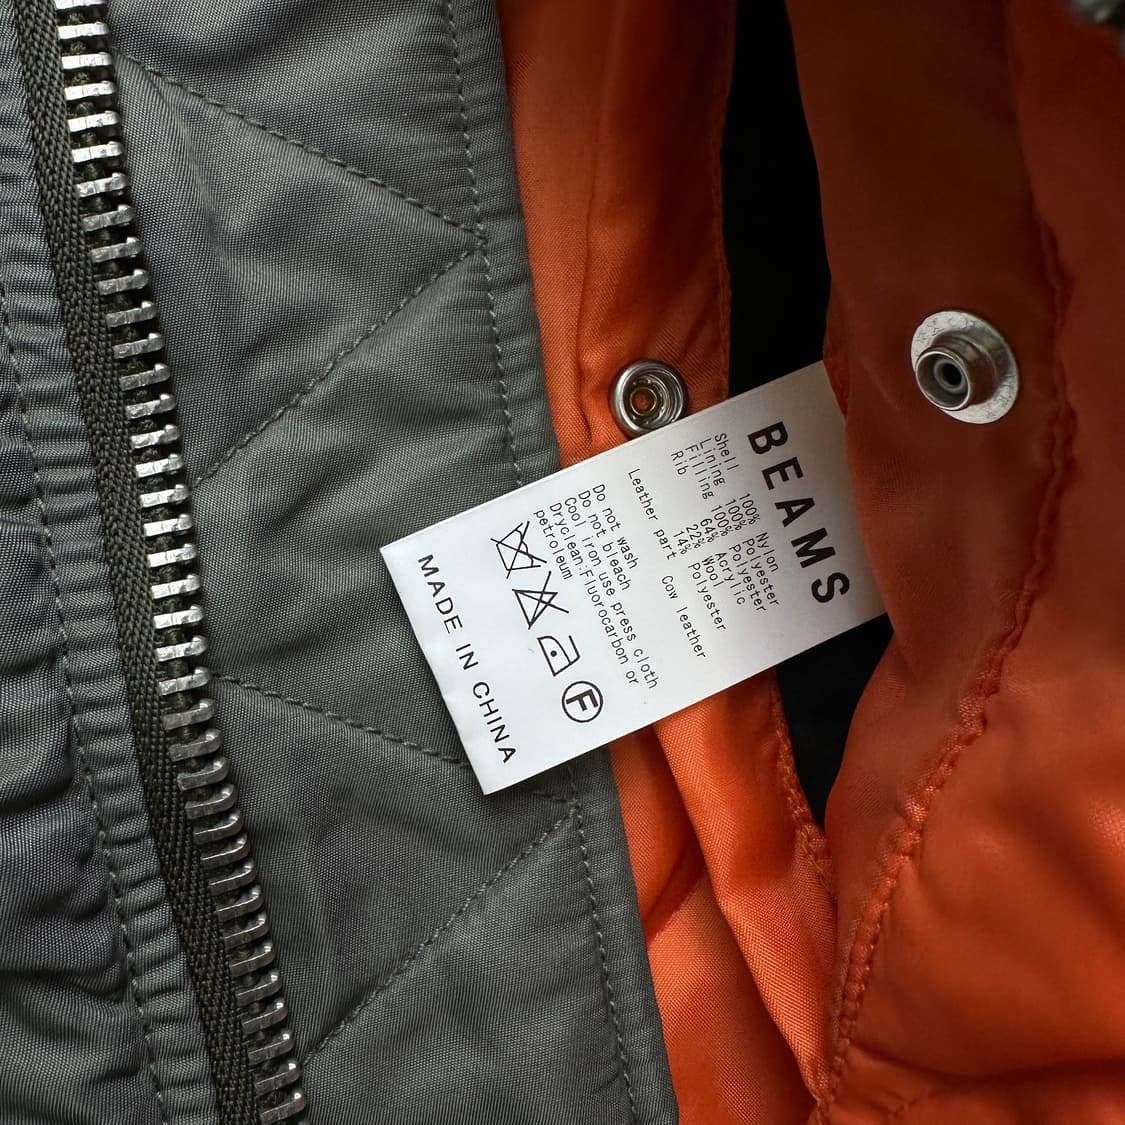 BEAMS
Shell 100% Nylon
Lining 100% Polyester
Filling 100% Polyester
Rib 64% Acrylic
22% Wool
14% Polyester
Leather part Cow leather
Do not wash
Do not bleach
Cool iron use press cloth
Dryclean:Fluorocarbon or
petroleum
F
MADE IN CHINA